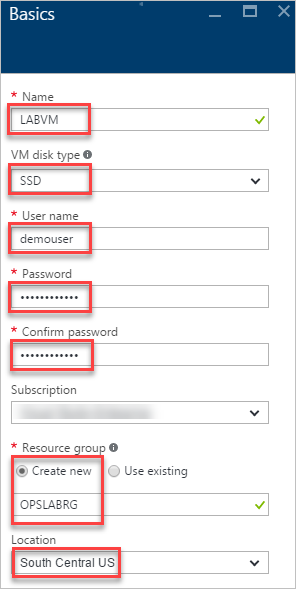 Basics
* Name
LABVM
VM disk type
SSD
* User name
demouser
* Password
••••••••••••
* Confirm password
••••••••••••
Subscription
* Resource group
Create new Use existing
OPSLABRG
Location
South Central US